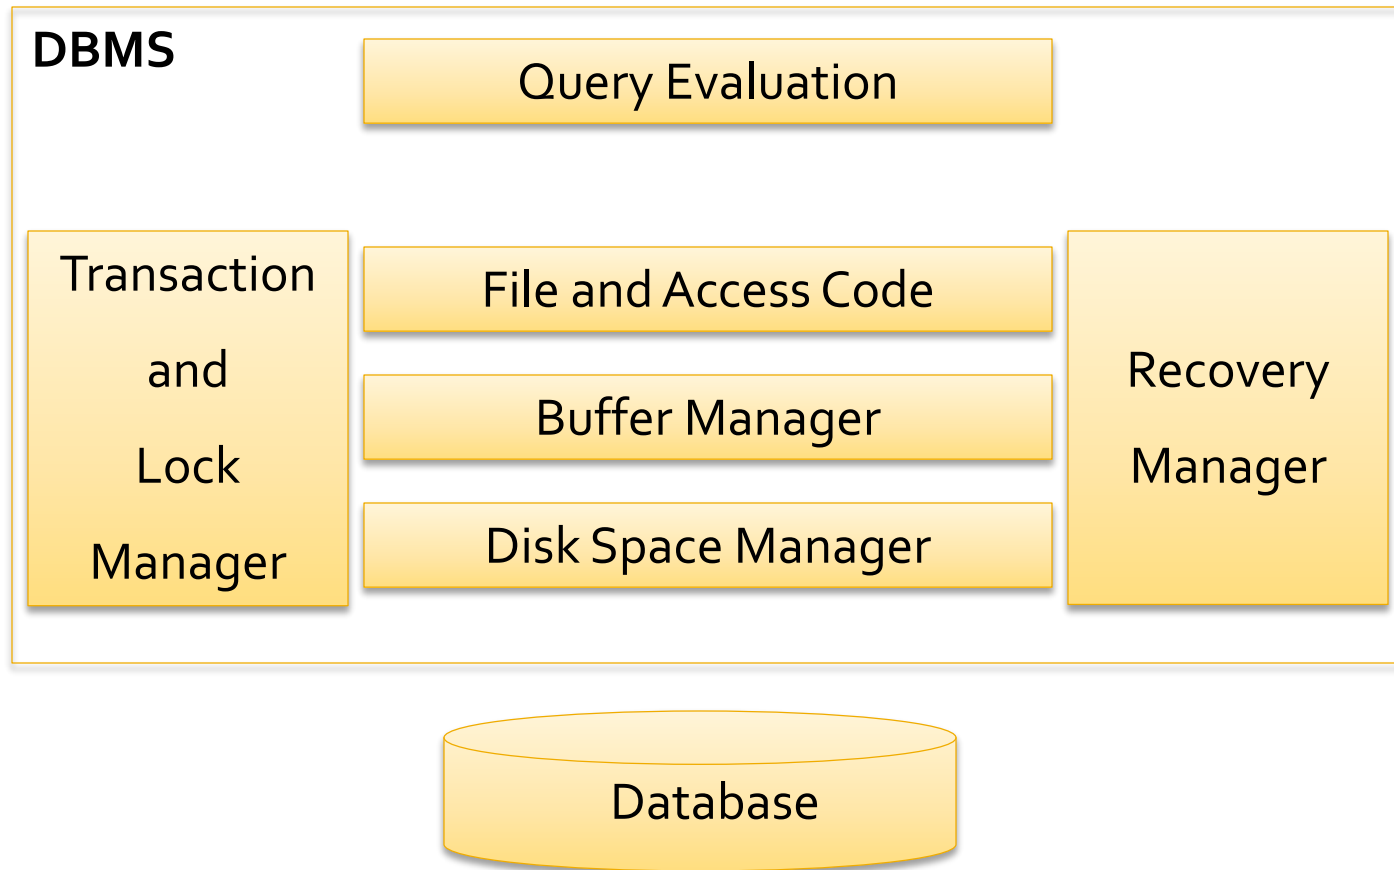 DBMS
Query Evaluation
Transaction
and
Lock
Manager
File and Access Code
Buffer Manager
Disk Space Manager
Recovery
Manager
Database